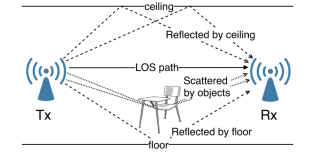 ceiling
Reflected by ceiling
LOS path
Scattered
by objects
Tx
Rx
Reflected by floor
floor